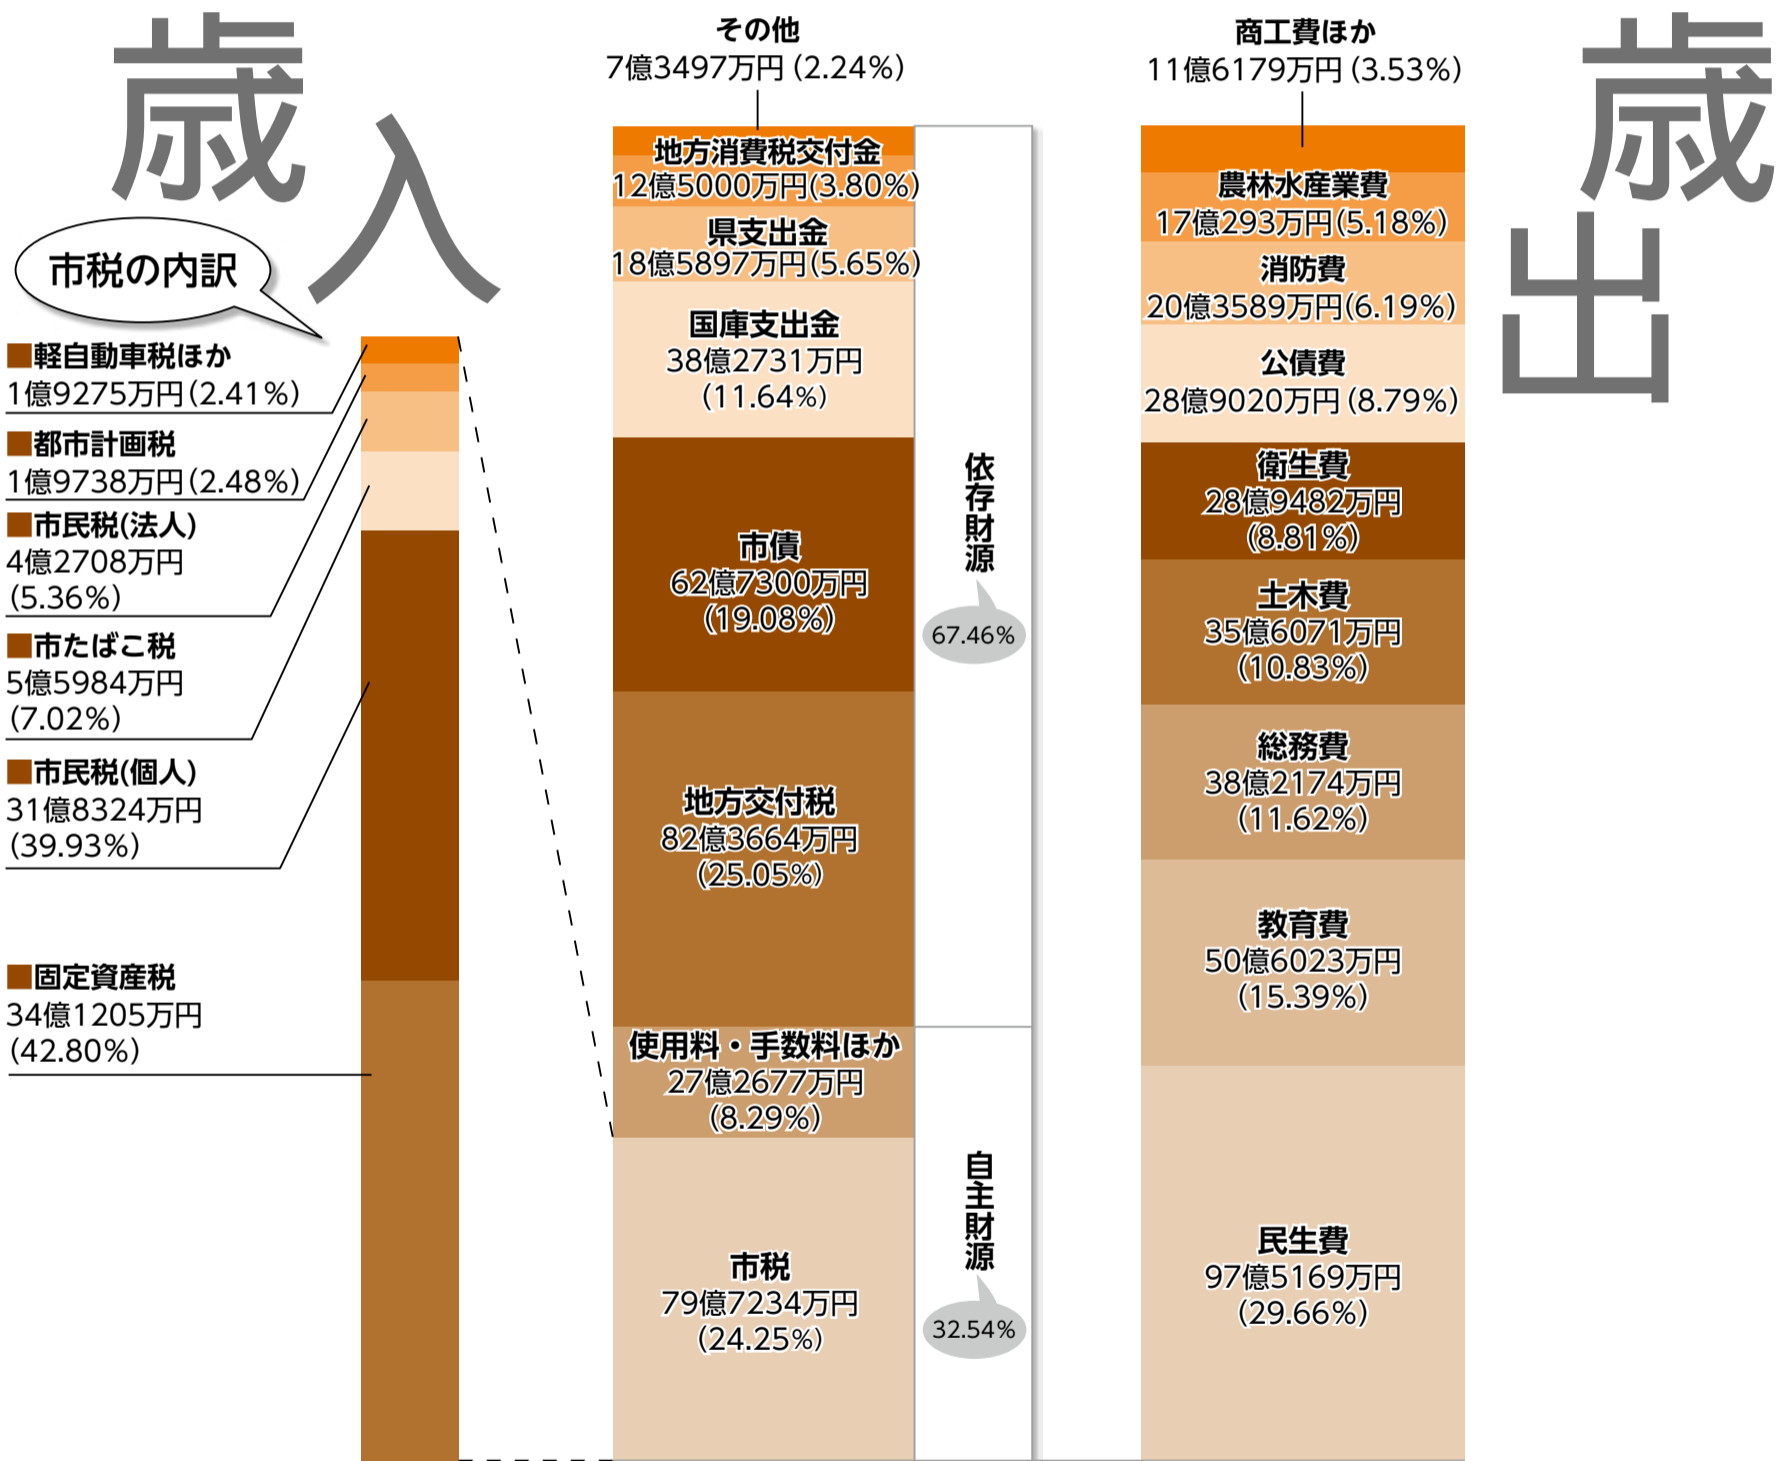 歳入
市税の内訳
■軽自動車税ほか
1億9275万円(2.41%)
■都市計画税
1億9738万円(2.48%)
■市民税(法人)
4億2708万円
(5.36%)
■市たばこ税
5億5984万円
(7.02%)
■市民税(個人)
31億8324万円
(39.93%)
■固定資産税
34億1205万円
(42.80%)
その他
7億3497万円(2.24%)
地方消費税交付金
12億5000万円(3.80%)
県支出金
18億5897万円(5.65%)
国庫支出金
38億2731万円
(11.64%)
市債
62億7300万円
(19.08%)
地方交付税
82億3664万円
(25.05%)
使用料・手数料ほか
27億2677万円
(8.29%)
市税
79億7234万円
(24.25%)
依存財源
67.46%
自主財源
32.54%
歳出
商工費ほか
11億6179万円(3.53%)
農林水産業費
17億293万円(5.18%)
消防費
20億3589万円(6.19%)
公債費
28億9020万円(8.79%)
衛生費
28億9482万円
(8.81%)
土木費
35億6071万円
(10.83%)
総務費
38億2174万円
(11.62%)
教育費
50億6023万円
(15.39%)
民生費
97億5169万円
(29.66%)